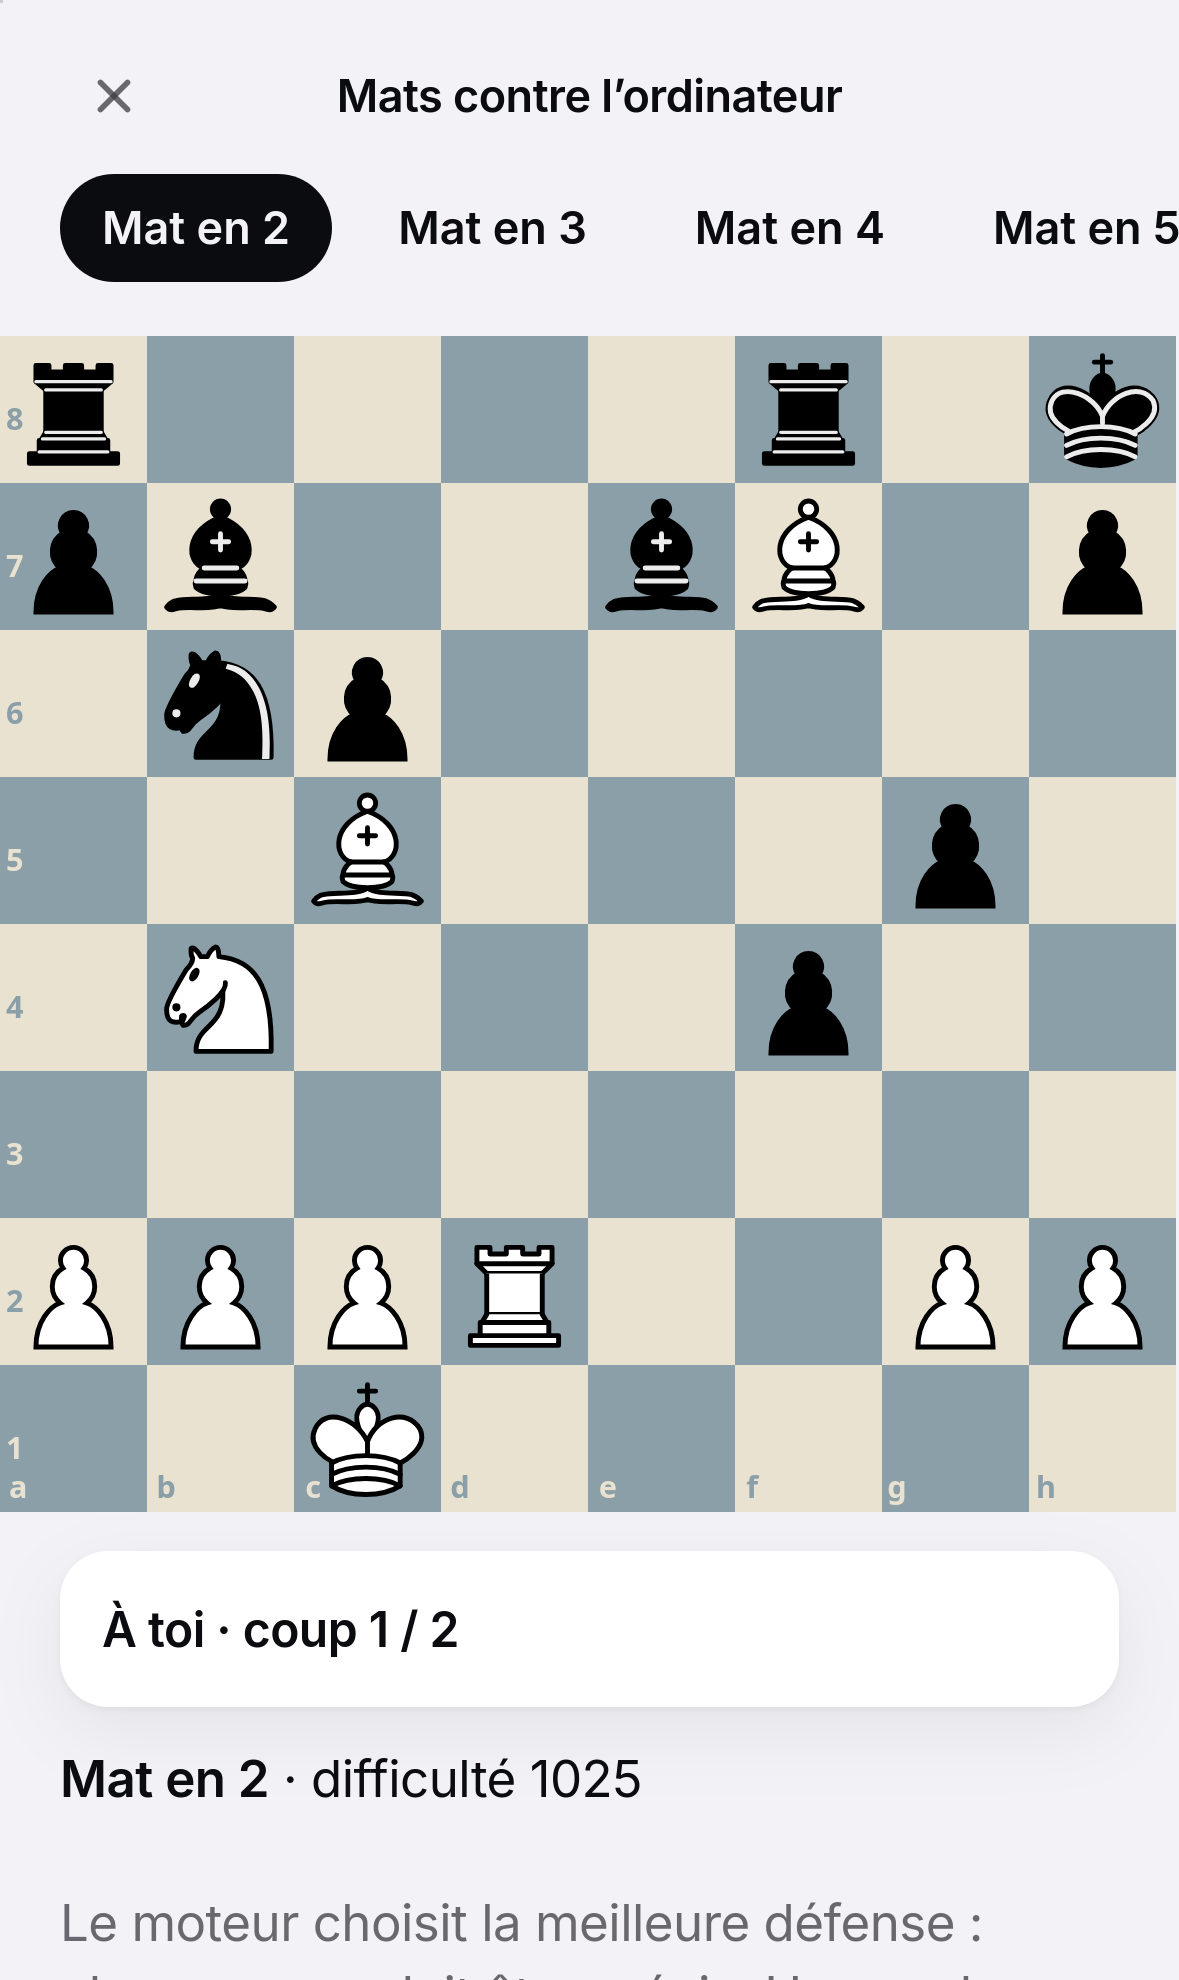 Mats contre l’ordinateur
Mat en 2 Mat en 3 Mat en 4 Mat en 5
8
7
6
5
4
3
2
1
a b c d e f g h
À toi · coup 1 / 2
Mat en 2 · difficulté 1025
Le moteur choisit la meilleure défense :